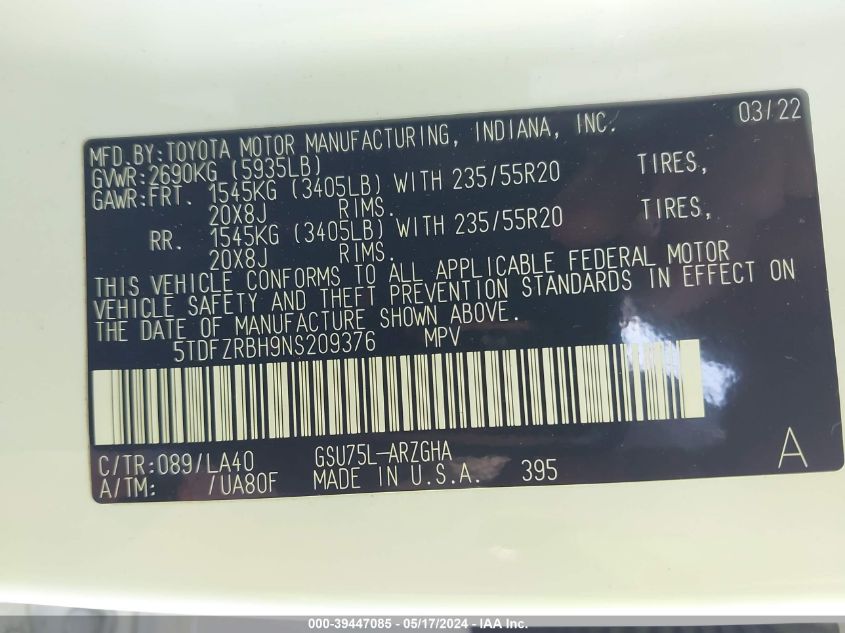 03/22
MFD.BY:TOYOTA MOTOR MANUFACTURING, INDIANA, INC.
GVWR:2690KG (5935LB)
GAWR:FRT. 1545KG (3405LB) WITH 235/55R20 TIRES,
20X8J RIMS.
RR. 1545KG (3405LB) WITH 235/55R20 TIRES,
20X8J RIMS.
THIS VEHICLE CONFORMS TO ALL APPLICABLE FEDERAL MOTOR
VEHICLE SAFETY AND THEFT PREVENTION STANDARDS IN EFFECT ON
THE DATE OF MANUFACTURE SHOWN ABOVE.
5TDFZRBH9NS209376 MPV
C/TR:089/LA40 GSU75L-ARZGHA
A/TM: /UA80F MADE IN U.S.A. 395
A
000-39447085 - 05/17/2024 - IAA Inc.